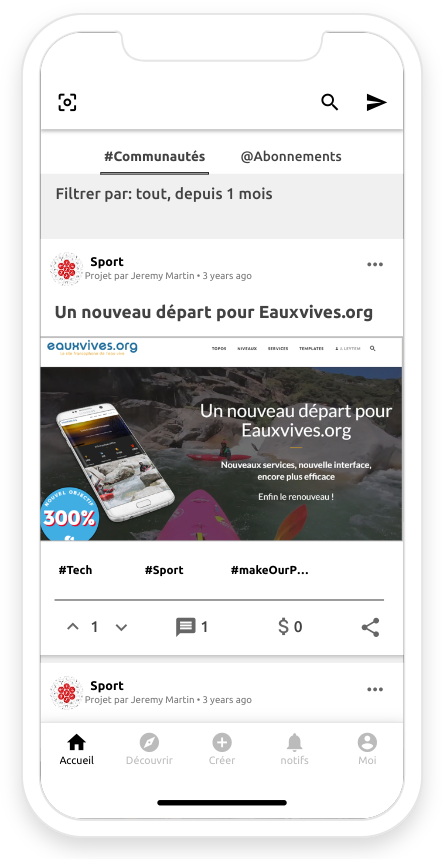 #Communautés @Abonnements
Filtrer par: tout, depuis 1 mois
Sport
Projet par Jeremy Martin • 3 years ago
Un nouveau départ pour Eauxvives.org
eauxvives.org
TOPOS NIVEAUX SERVICES TEMPLATES
Un nouveau départ pour
Eauxvives.org
Nouveaux services, nouvelle interface,
encore plus efficace
Enfin le renouveau !
NOUVEL OBJECTIF
300%
#Tech #Sport #makeOurP...
1 1 $ 0
Sport
Projet par Jeremy Martin • 3 years ago
Accueil Découvrir Créer notifs Moi